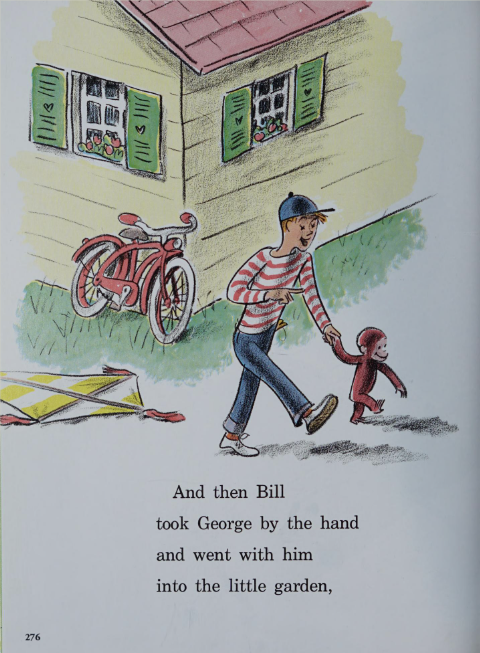 And then Bill
took George by the hand
and went with him
into the little garden,
276